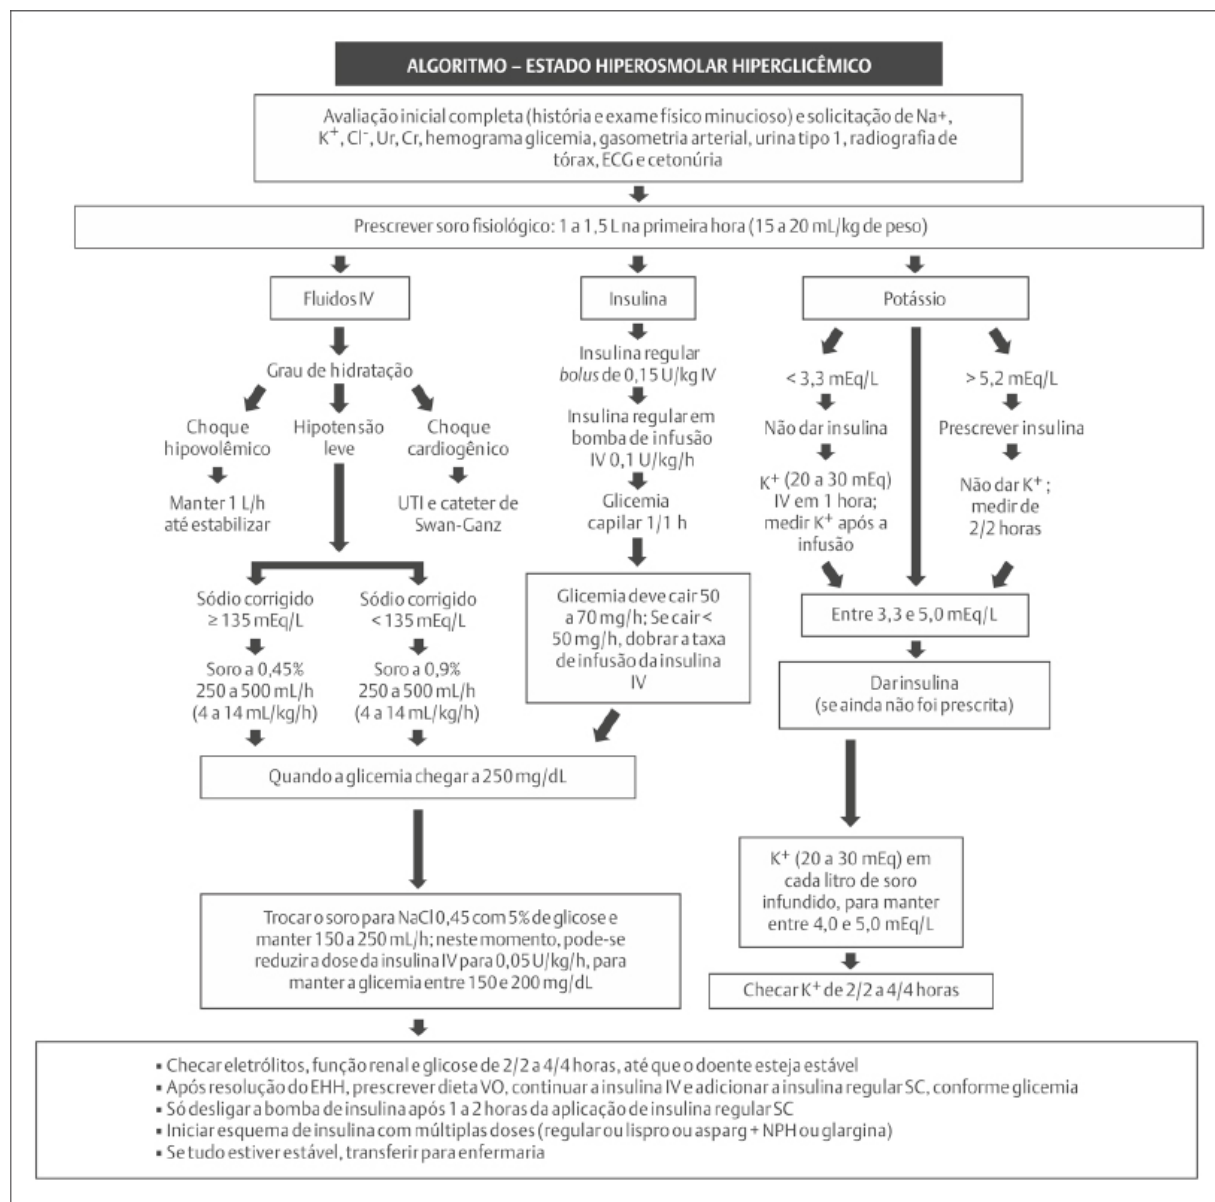 ALGORITMO – ESTADO HIPEROSMOLAR HIPERGLICÊMICO
Avaliação inicial completa (história e exame físico minucioso) e solicitação de Na+,
K⁺, Cl⁻, Ur, Cr, hemograma glicemia, gasometria arterial, urina tipo 1, radiografia de
tórax, ECG e cetonúria
Prescrever soro fisiológico: 1 a 1,5 L na primeira hora (15 a 20 mL/kg de peso)
Fluidos IV
Grau de hidratação
Choque
hipovolêmico
Manter 1 L/h
até estabilizar
Hipotensão
leve
Choque
cardiogênico
UTI e cateter de
Swan-Ganz
Sódio corrigido
≥ 135 mEq/L
Soro a 0,45%
250 a 500 mL/h
(4 a 14 mL/kg/h)
Sódio corrigido
< 135 mEq/L
Soro a 0,9%
250 a 500 mL/h
(4 a 14 mL/kg/h)
Insulina
Insulina regular
bolus de 0,15 U/kg IV
Insulina regular em
bomba de infusão
IV 0,1 U/kg/h
Glicemia
capilar 1/1 h
Glicemia deve cair 50
a 70 mg/h; Se cair <
50 mg/h, dobrar a taxa
de infusão da insulina
IV
Quando a glicemia chegar a 250 mg/dL
Trocar o soro para NaCl 0,45 com 5% de glicose e
manter 150 a 250 mL/h; neste momento, pode-se
reduzir a dose da insulina IV para 0,05 U/kg/h, para
manter a glicemia entre 150 e 200 mg/dL
Potássio
< 3,3 mEq/L
Não dar insulina
K⁺ (20 a 30 mEq)
IV em 1 hora;
medir K⁺ após a
infusão
> 5,2 mEq/L
Prescrever insulina
Não dar K⁺ ;
medir de
2/2 horas
Entre 3,3 e 5,0 mEq/L
Dar insulina
(se ainda não foi prescrita)
K⁺ (20 a 30 mEq) em
cada litro de soro
infundido, para manter
entre 4,0 e 5,0 mEq/L
Checar K⁺ de 2/2 a 4/4 horas
▪ Checar eletrólitos, função renal e glicose de 2/2 a 4/4 horas, até que o doente esteja estável
▪ Após resolução do EHH, prescrever dieta VO, continuar a insulina IV e adicionar a insulina regular SC, conforme glicemia
▪ Só desligar a bomba de insulina após 1 a 2 horas da aplicação de insulina regular SC
▪ Iniciar esquema de insulina com múltiplas doses (regular ou lispro ou asparg + NPH ou glargina)
▪ Se tudo estiver estável, transferir para enfermaria